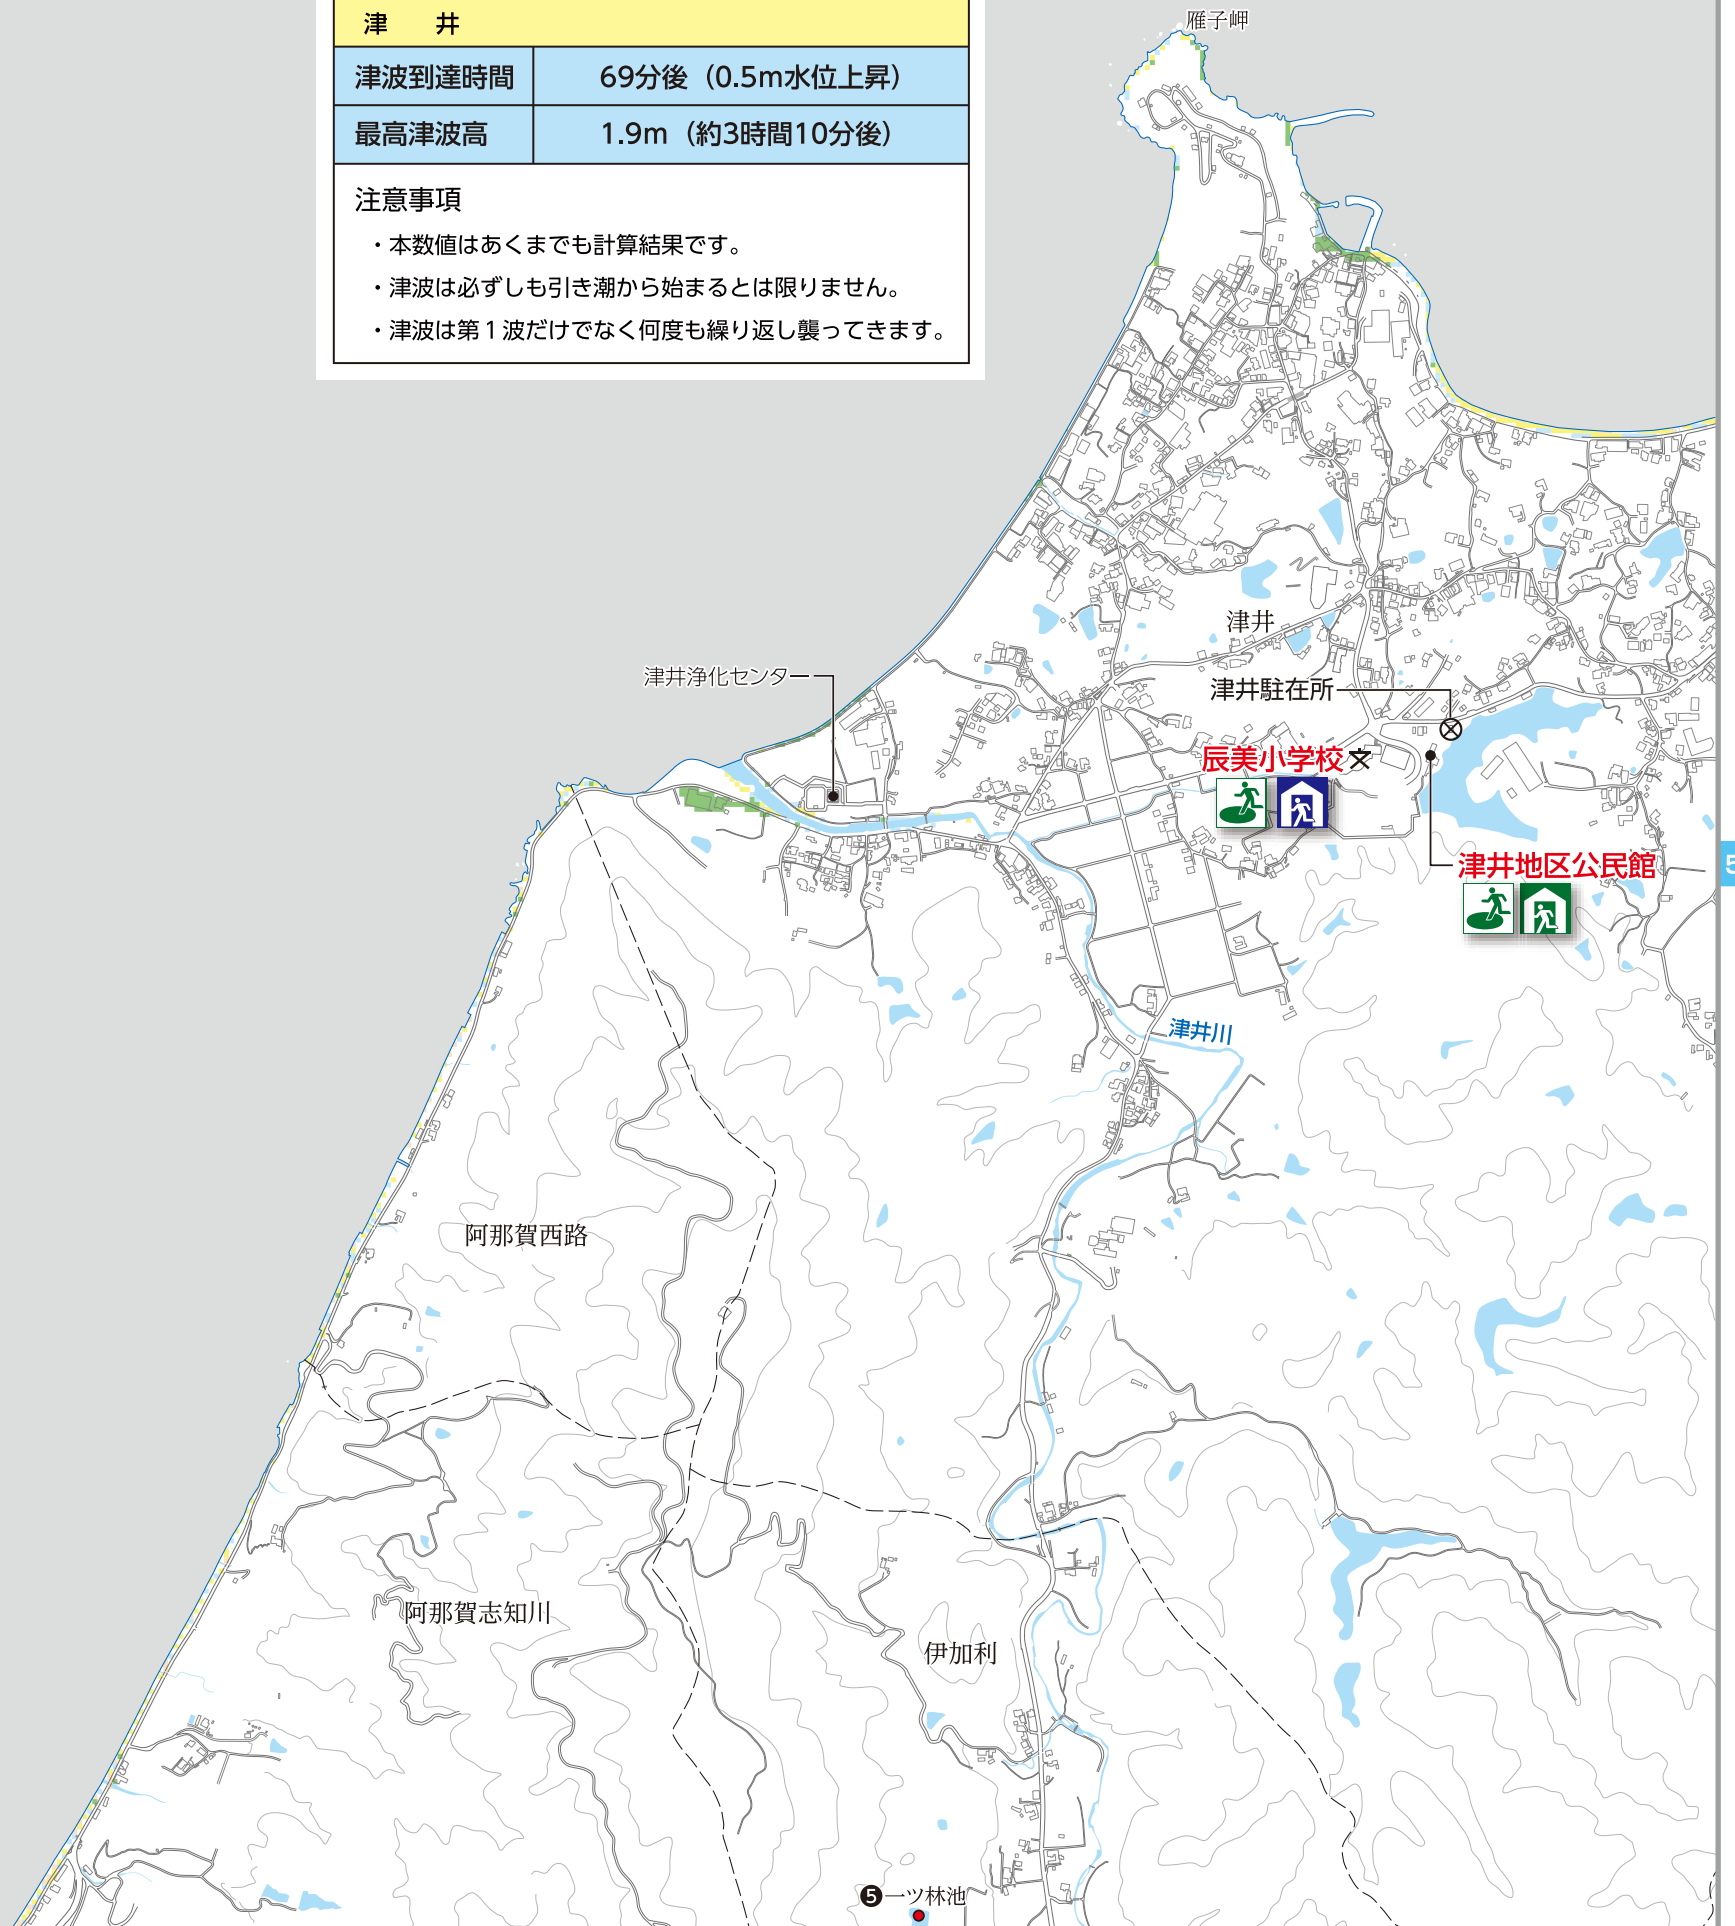 津　井
津波到達時間　69分後（0.5m水位上昇）
最高津波高　1.9m（約3時間10分後）
注意事項
・本数値はあくまでも計算結果です。
・津波は必ずしも引き潮から始まるとは限りません。
・津波は第1波だけでなく何度も繰り返し襲ってきます。
雁子岬
津井
津井浄化センター
津井駐在所
辰美小学校
津井地区公民館
5
津井川
阿那賀西路
阿那賀志知川
伊加利
❺一ツ林池